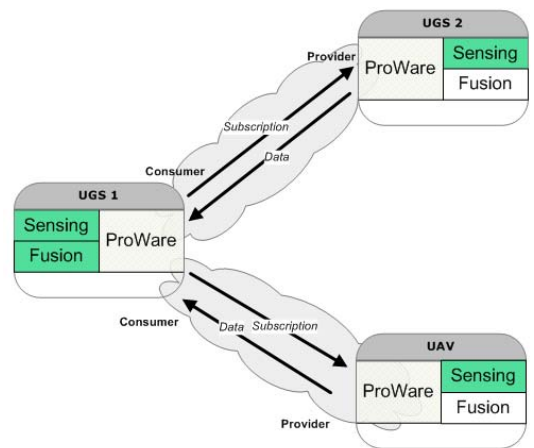 UGS 2
Provider
ProWare
Sensing
Fusion
Subscription
Data
Consumer
UGS 1
Sensing
Fusion
ProWare
Consumer
Data
Subscription
UAV
ProWare
Sensing
Fusion
Provider